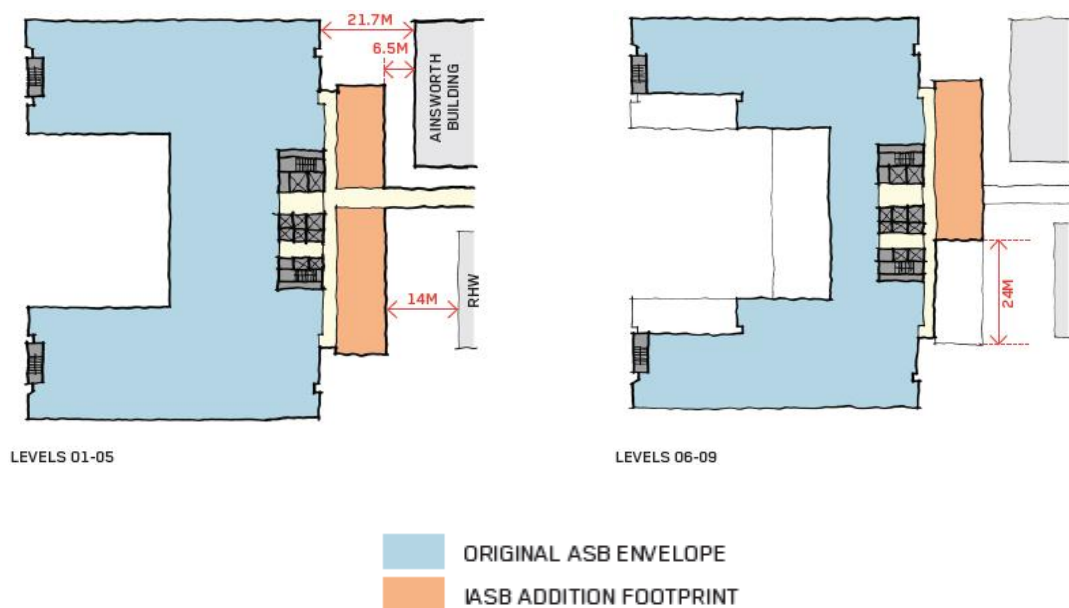 21.7M
6.5M
AINSWORTH
BUILDING
14M
RHW
24M
LEVELS 01-05
LEVELS 06-09
ORIGINAL ASB ENVELOPE
IASB ADDITION FOOTPRINT